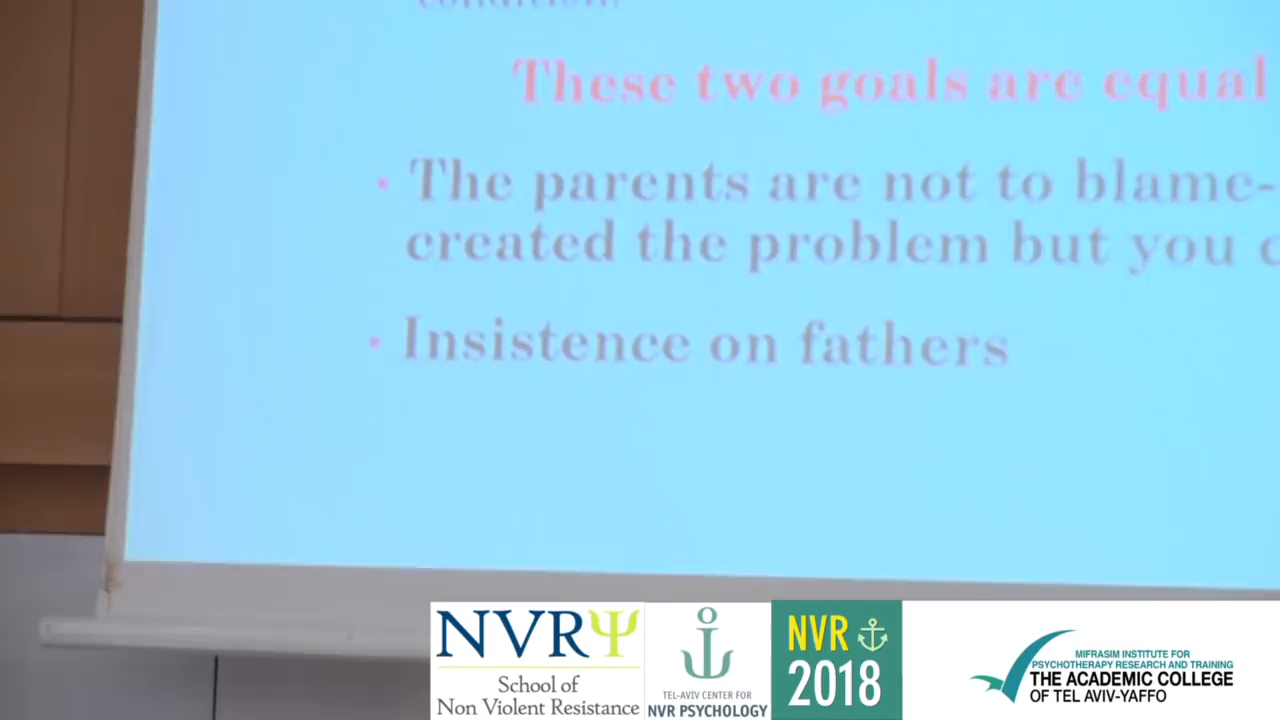 condition.
These two goals are equal
• The parents are not to blame-
created the problem but you c
• Insistence on fathers
NVRΨ
School of
Non Violent Resistance
TEL-AVIV CENTER FOR
NVR PSYCHOLOGY
NVR
2018
MIFRASIM INSTITUTE FOR
PSYCHOTHERAPY RESEARCH AND TRAINING
THE ACADEMIC COLLEGE
OF TEL AVIV-YAFFO